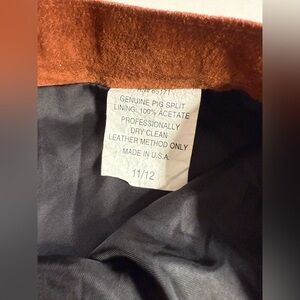 GENUINE PIG SPLIT
LINING: 100% ACETATE
PROFESSIONALLY
DRY CLEAN
LEATHER METHOD ONLY
MADE IN U.S.A.
11/12